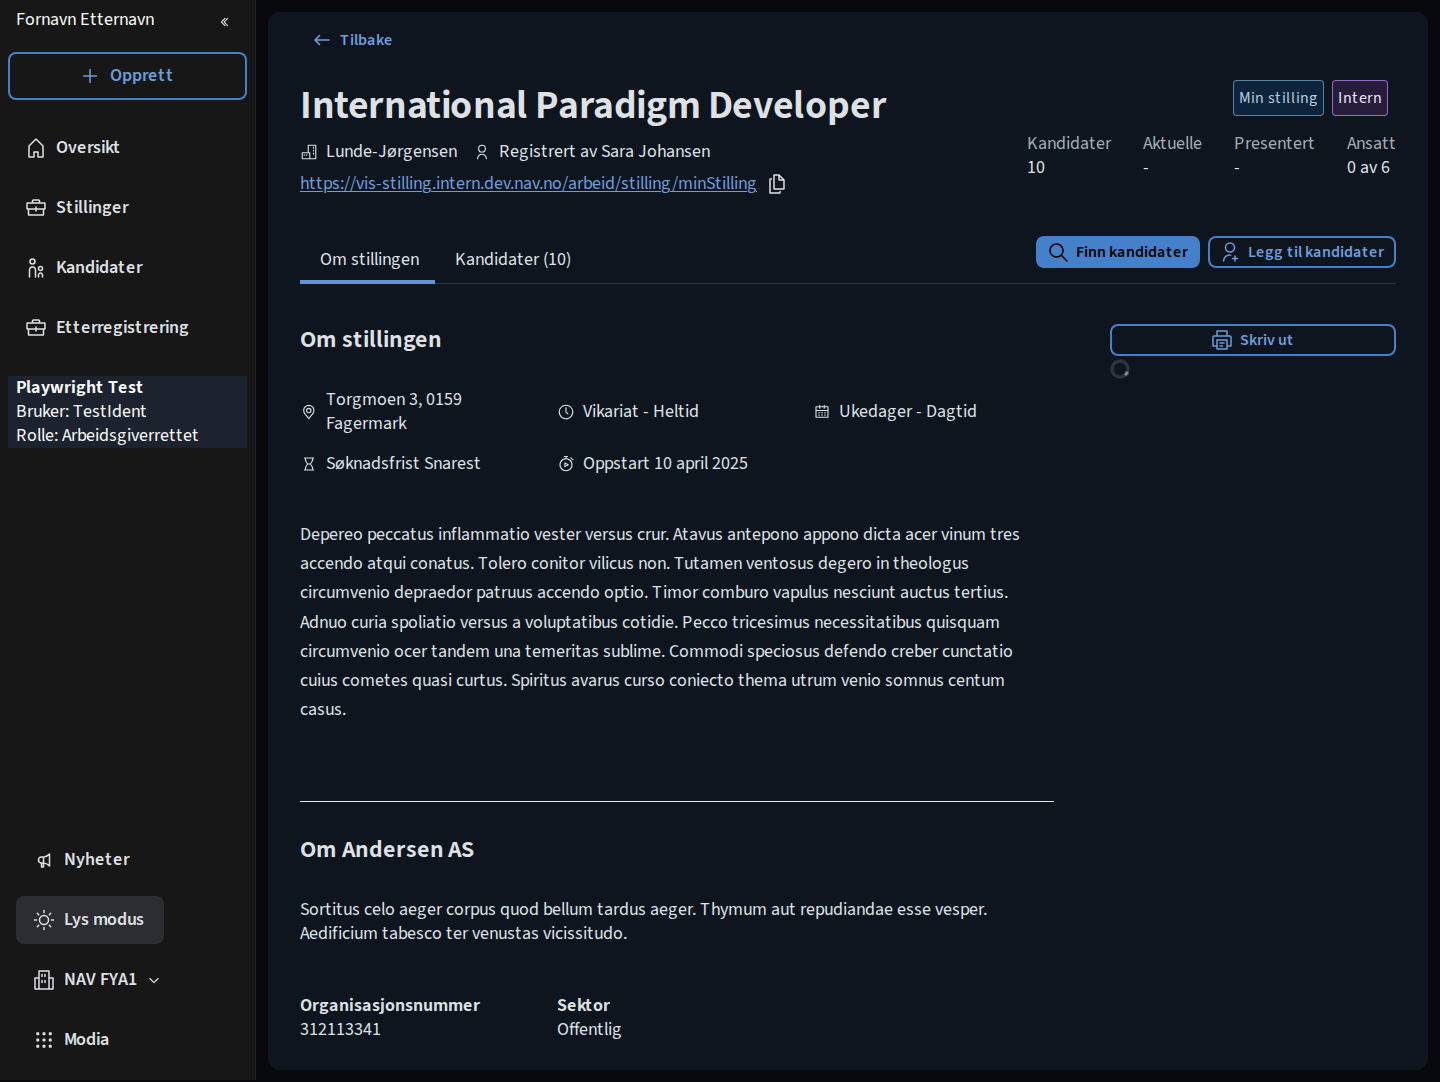 Fornavn Etternavn
Opprett
Oversikt
Stillinger
Kandidater
Etterregistrering
Playwright Test
Bruker: TestIdent
Rolle: Arbeidsgiverrettet
Nyheter
Lys modus
NAV FYA1
Modia
Tilbake
International Paradigm Developer
Min stilling
Intern
Lunde-Jørgensen
Registrert av Sara Johansen
https://vis-stilling.intern.dev.nav.no/arbeid/stilling/minStilling
Kandidater
10
Aktuelle
-
Presentert
-
Ansatt
0 av 6
Om stillingen
Kandidater (10)
Finn kandidater
Legg til kandidater
Om stillingen
Skriv ut
Torgmoen 3, 0159
Fagermark
Vikariat - Heltid
Ukedager - Dagtid
Søknadsfrist Snarest
Oppstart 10 april 2025
Depereo peccatus inflammatio vester versus crur. Atavus antepono appono dicta acer vinum tres
accendo atqui conatus. Tolero conitor vilicus non. Tutamen ventosus degero in theologus
circumvenio depraedor patruus accendo optio. Timor comburo vapulus nesciunt auctus tertius.
Adnuo curia spoliatio versus a voluptatibus cotidie. Pecco tricesimus necessitatibus quisquam
circumvenio ocer tandem una temeritas sublime. Commodi speciosus defendo creber cunctatio
cuius cometes quasi curtus. Spiritus avarus curso coniecto thema utrum venio somnus centum
casus.
Om Andersen AS
Sortitus celo aeger corpus quod bellum tardus aeger. Thymum aut repudiandae esse vesper.
Aedificium tabesco ter venustas vicissitudo.
Organisasjonsnummer
312113341
Sektor
Offentlig